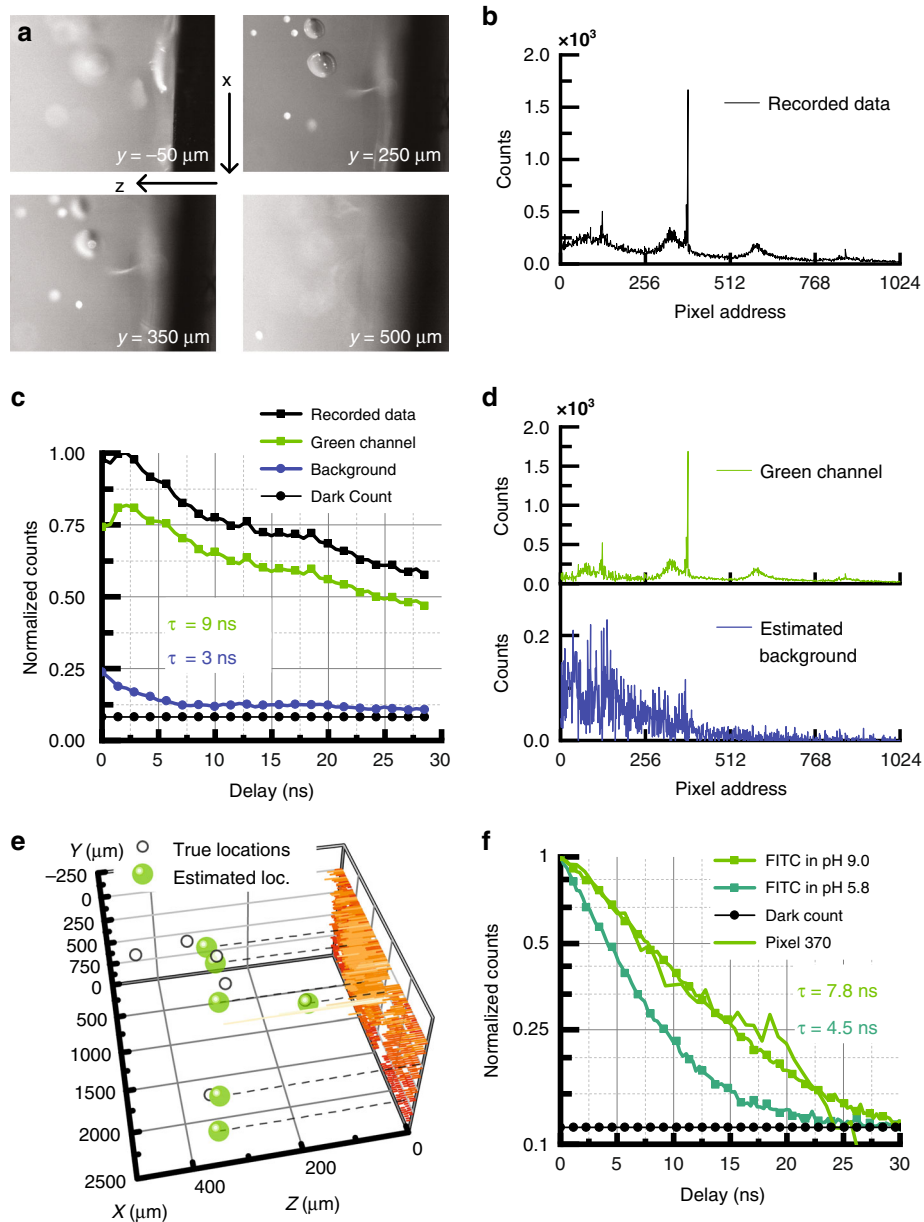 a
x
z
y = −50 μm
y = 250 μm
y = 350 μm
y = 500 μm
b
×10³
2.0
1.5
1.0
0.5
0
Counts
Recorded data
0
256
512
768
1024
Pixel address
c
Recorded data
Green channel
Background
Dark Count
1.00
0.75
0.50
0.25
0.00
Normalized counts
τ = 9 ns
τ = 3 ns
0
5
10
15
20
25
30
Delay (ns)
d
×10³
2.0
1.5
1.0
0.5
0
Counts
Green channel
0.2
0
Counts
Estimated
background
0
256
512
768
1024
Pixel address
e
Y (μm)
True locations
Estimated loc.
−250
0
250
500
750
0
500
1000
1500
2000
2500
X
(μm)
400
200
0
Z
(μm)
f
1
0.5
0.25
0.1
Normalized counts
FITC in pH 9.0
FITC in pH 5.8
Dark count
Pixel 370
τ = 7.8 ns
τ = 4.5 ns
0
5
10
15
20
25
30
Delay (ns)